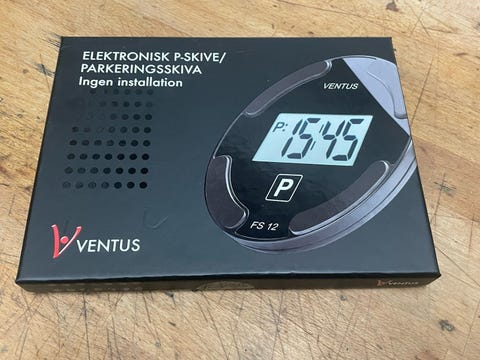 ELEKTRONISK P-SKIVE/
PARKERINGSSKIVA
Ingen installation
VENTUS
P: 15:45
P
FS 12
VENTUS
VENTUS